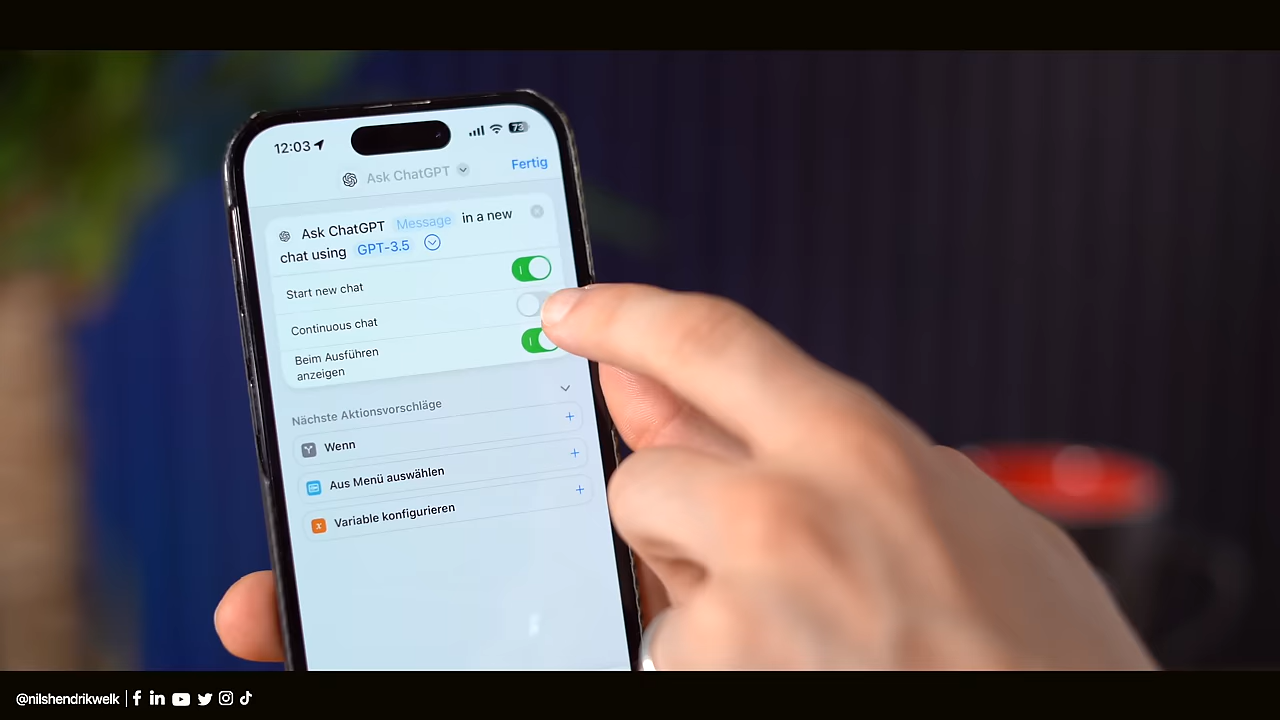 12:03
73
Ask ChatGPT
Fertig
Ask ChatGPT Message in a new
chat using GPT-3.5
Start new chat
Continuous chat
Beim Ausführen
anzeigen
Nächste Aktionsvorschläge
Wenn
Aus Menü auswählen
x Variable konfigurieren
@nilshendrikwelk